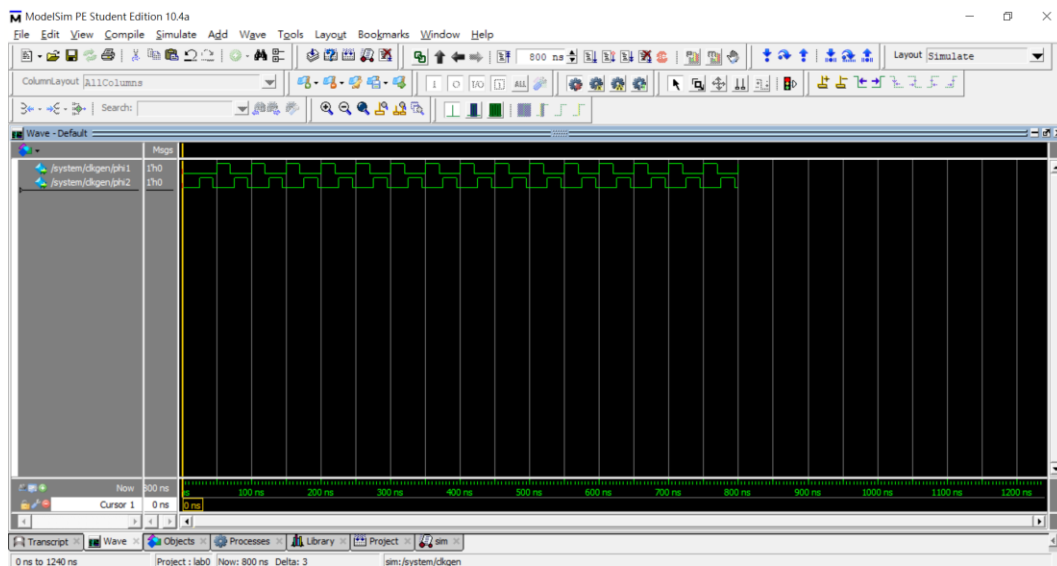 ModelSim PE Student Edition 10.4a
File Edit View Compile Simulate Add Wave Tools Layout Bookmarks Window Help
800 ns
Layout Simulate
ColumnLayout AllColumns
I O I/O ALL
Search:
Wave - Default
Msgs
/system/clkgen/phi1 1'h0
/system/clkgen/phi2 1'h0
Now 800 ns
100 ns 200 ns 300 ns 400 ns 500 ns 600 ns 700 ns 800 ns 900 ns 1000 ns 1100 ns 1200 ns
Cursor 1 0 ns 0 ns
Transcript Wave Objects Processes Library Project sim
0 ns to 1240 ns Project : lab0 Now: 800 ns Delta: 3 sim:/system/clkgen